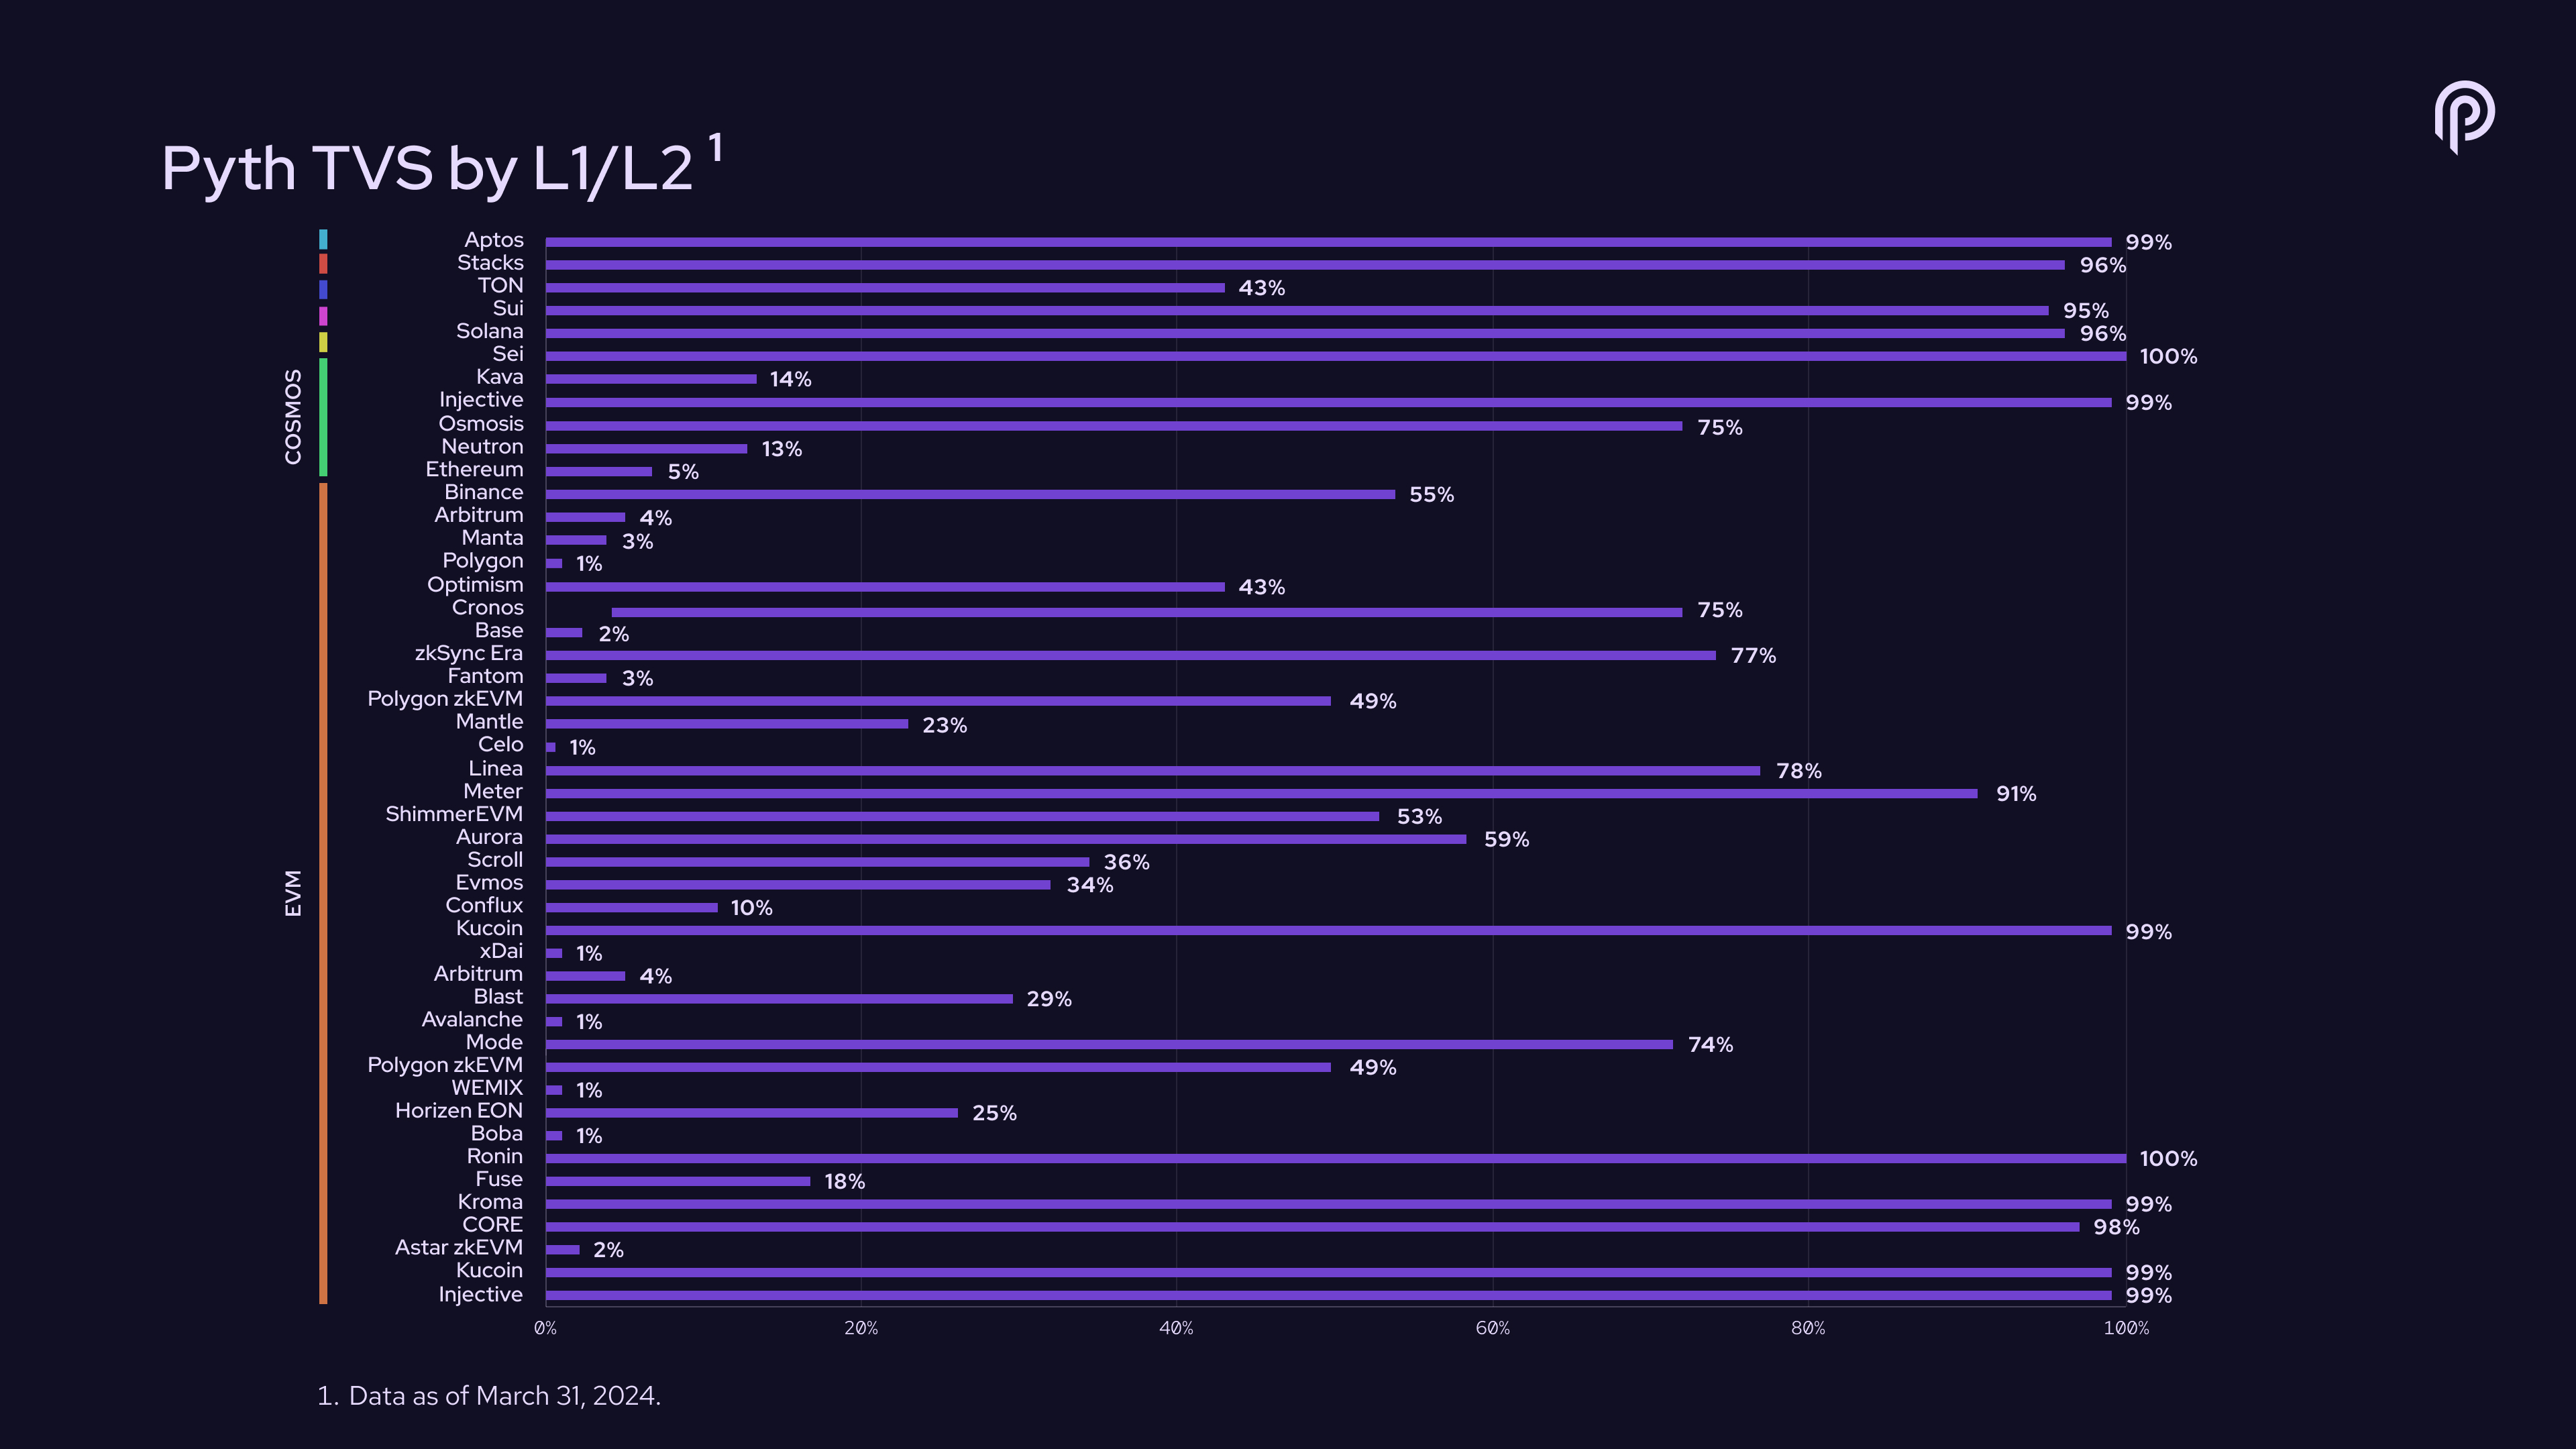 Pyth TVS by L1/L2 1
Aptos 99%
Stacks 96%
TON 43%
Sui 95%
Solana 96%
Sei 100%
Kava 14%
Injective 99%
Osmosis 75%
Neutron 13%
Ethereum 5%
COSMOS
Binance 55%
Arbitrum 4%
Manta 3%
Polygon 1%
Optimism 43%
Cronos 75%
Base 2%
zkSync Era 77%
Fantom 3%
Polygon zkEVM 49%
Mantle 23%
Celo 1%
Linea 78%
Meter 91%
ShimmerEVM 53%
Aurora 59%
Scroll 36%
Evmos 34%
Conflux 10%
Kucoin 99%
xDai 1%
Arbitrum 4%
Blast 29%
Avalanche 1%
Mode 74%
Polygon zkEVM 49%
WEMIX 1%
Horizen EON 25%
Boba 1%
Ronin 100%
Fuse 18%
Kroma 99%
CORE 98%
Astar zkEVM 2%
Kucoin 99%
Injective 99%
EVM
0% 20% 40% 60% 80% 100%
1. Data as of March 31, 2024.